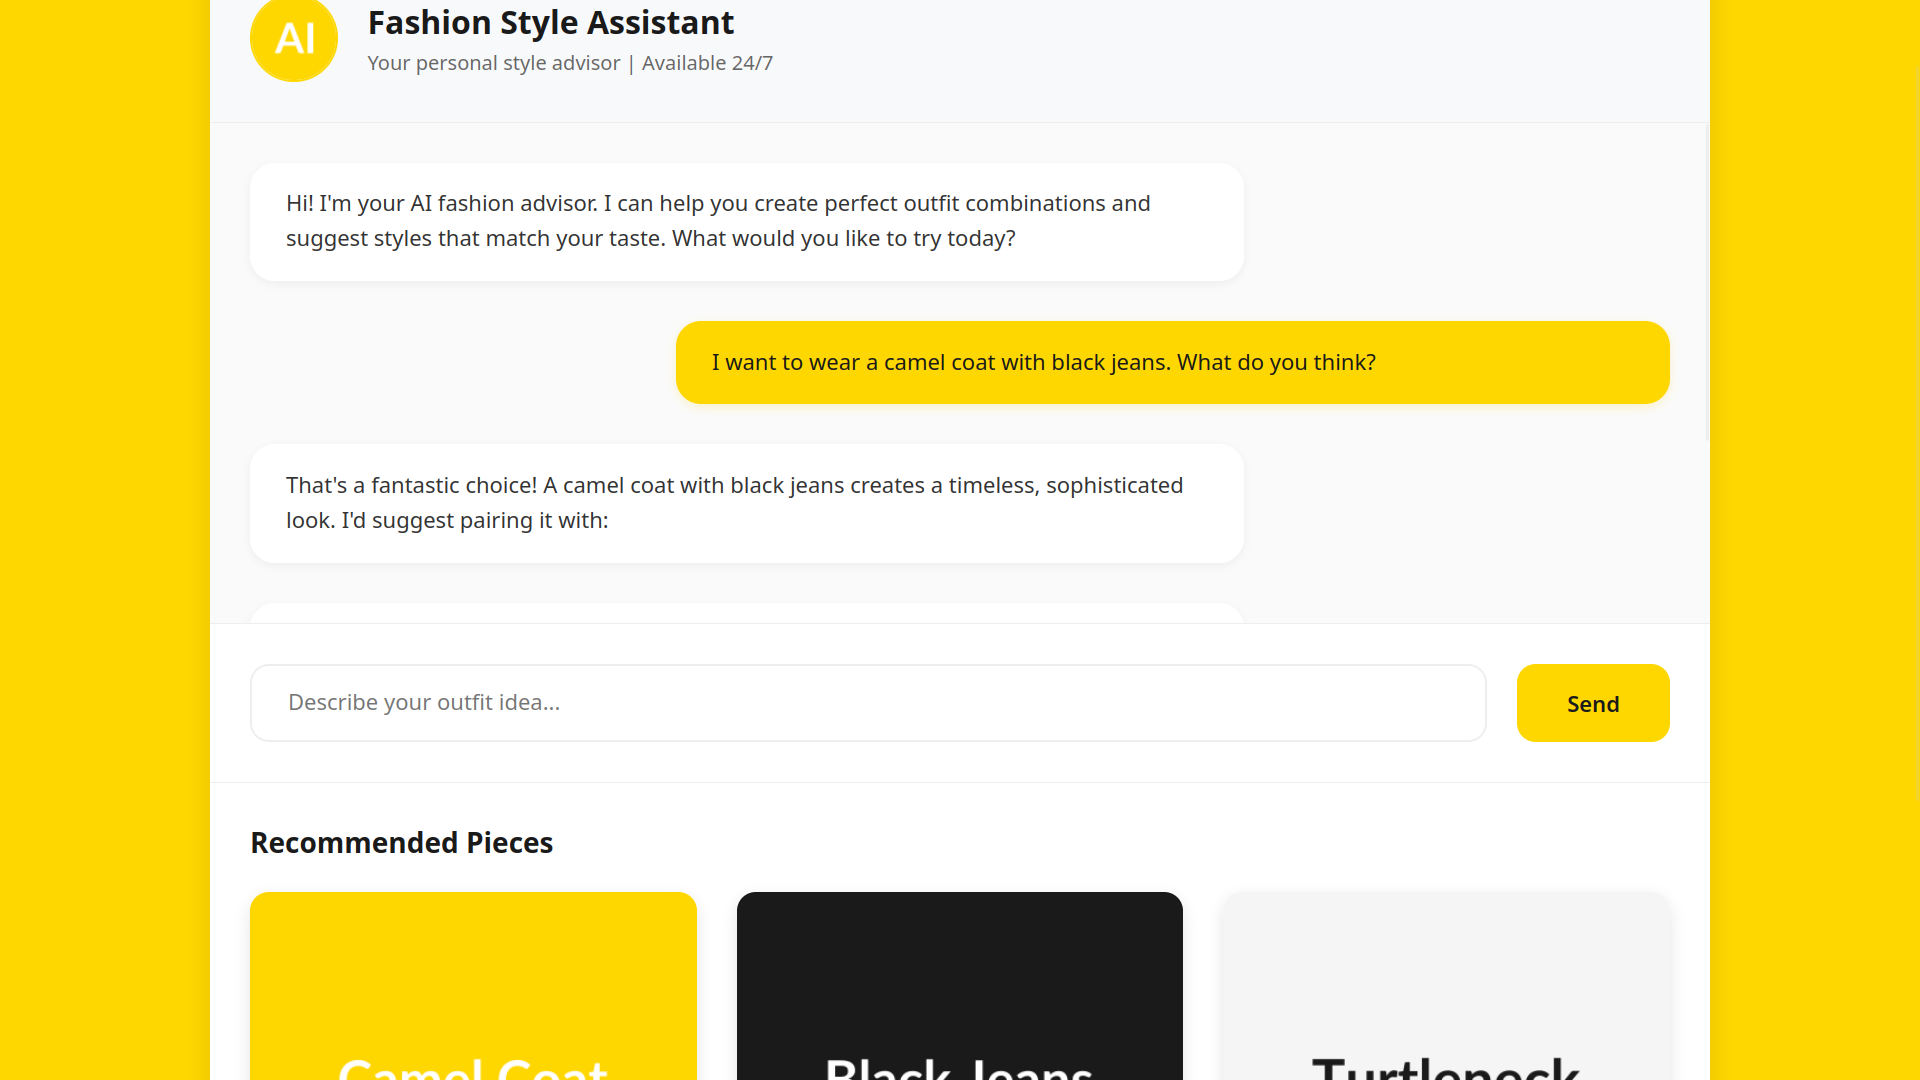 AI
Fashion Style Assistant
Your personal style advisor | Available 24/7
Hi! I'm your AI fashion advisor. I can help you create perfect outfit combinations and
suggest styles that match your taste. What would you like to try today?
I want to wear a camel coat with black jeans. What do you think?
That's a fantastic choice! A camel coat with black jeans creates a timeless, sophisticated
look. I'd suggest pairing it with:
Describe your outfit idea...
Send
Recommended Pieces
Camel Coat
Black Jeans
Turtleneck